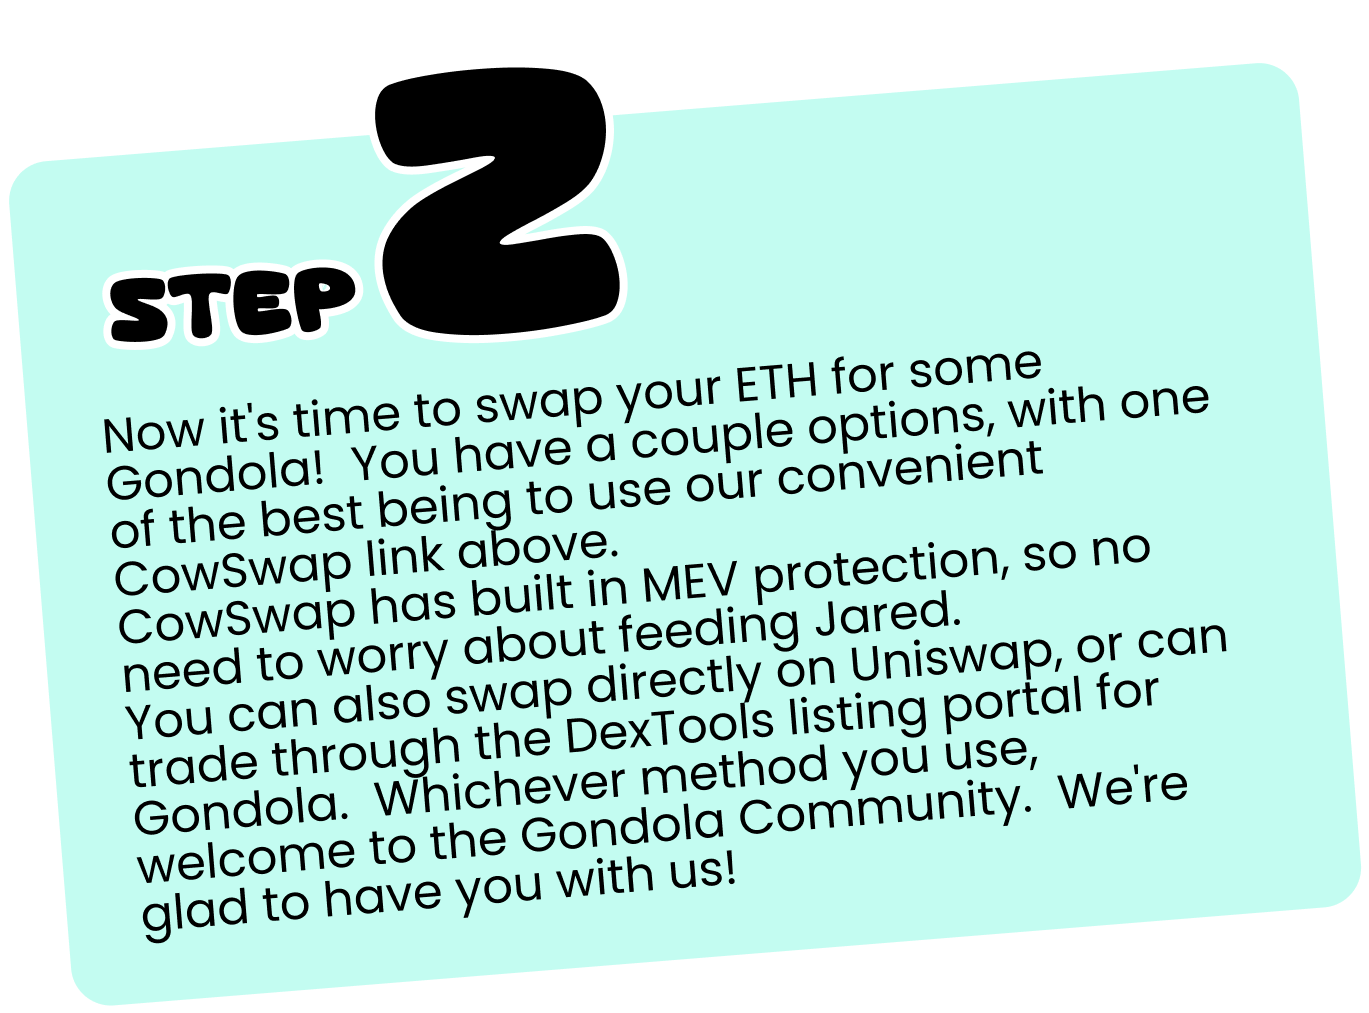 STEP 2
Now it's time to swap your ETH for some
Gondola!  You have a couple options, with one
of the best being to use our convenient
CowSwap link above.
CowSwap has built in MEV protection, so no
need to worry about feeding Jared.
You can also swap directly on Uniswap, or can
trade through the DexTools listing portal for
Gondola.  Whichever method you use,
welcome to the Gondola Community.  We're
glad to have you with us!